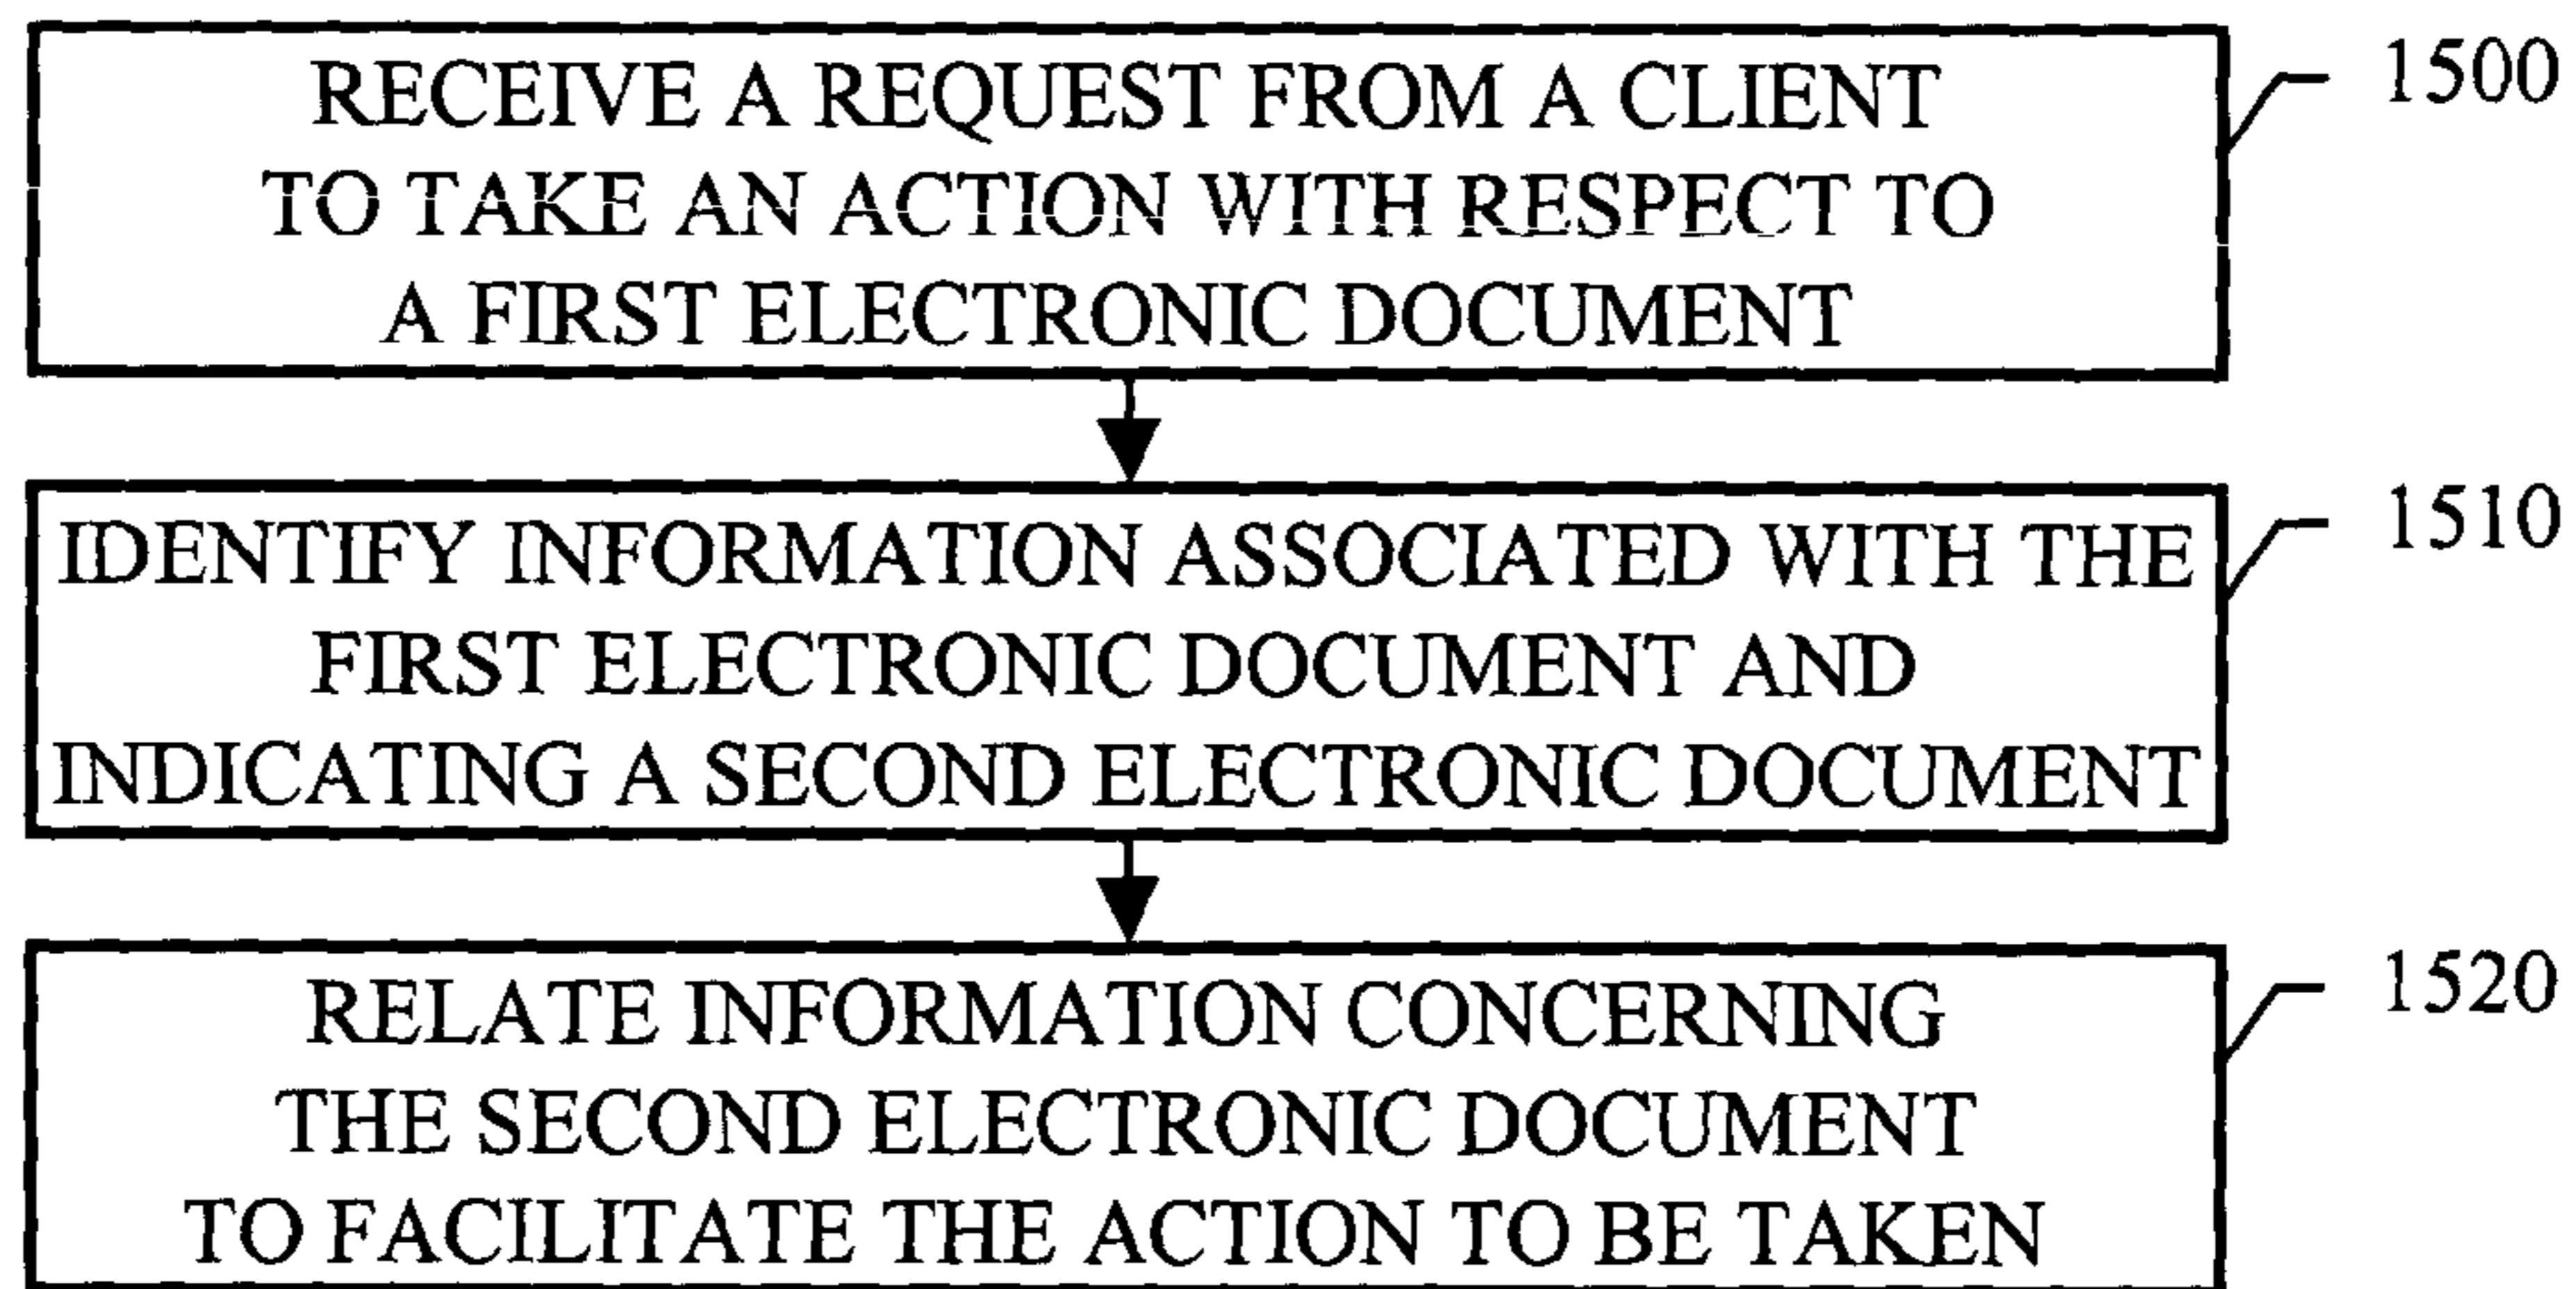 RECEIVE A REQUEST FROM A CLIENT
TO TAKE AN ACTION WITH RESPECT TO
A FIRST ELECTRONIC DOCUMENT
1500
IDENTIFY INFORMATION ASSOCIATED WITH THE
FIRST ELECTRONIC DOCUMENT AND
INDICATING A SECOND ELECTRONIC DOCUMENT
1510
RELATE INFORMATION CONCERNING
THE SECOND ELECTRONIC DOCUMENT
TO FACILITATE THE ACTION TO BE TAKEN
1520